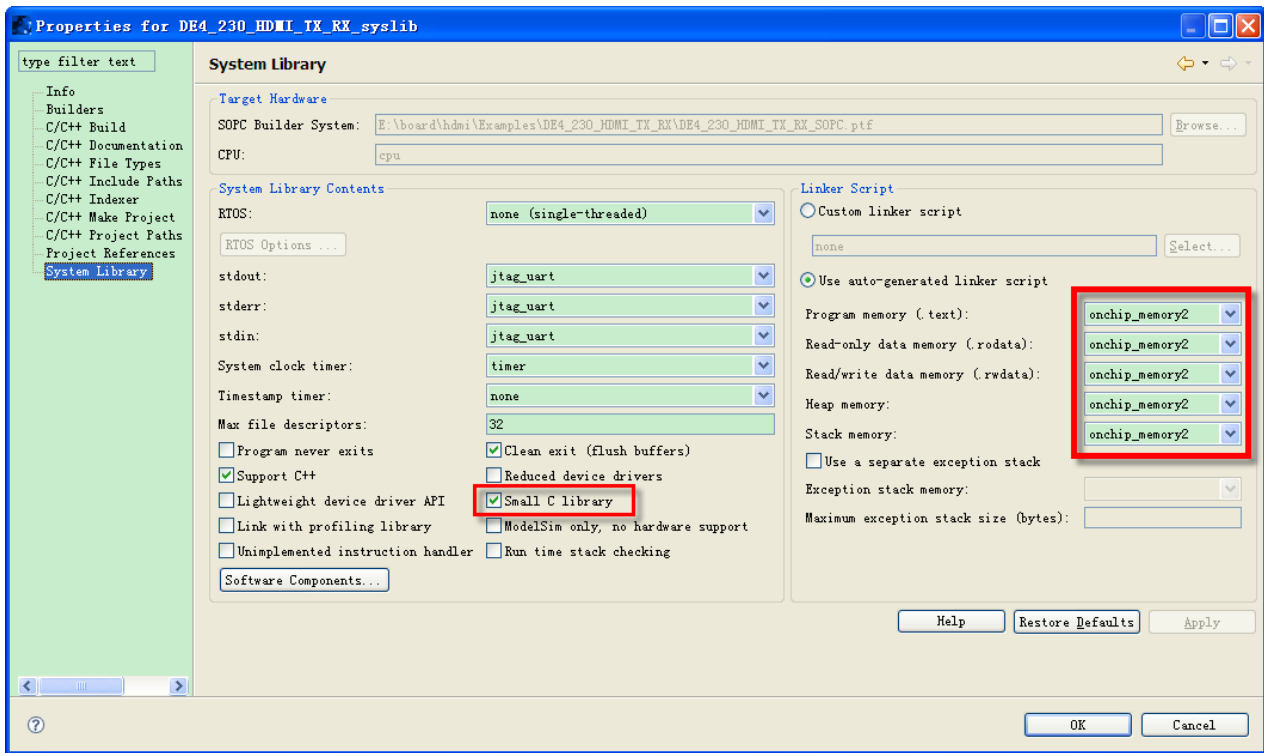 Properties for DE4_230_HDMI_TX_RX_syslib
type filter text
Info
Builders
C/C++ Build
C/C++ Documentation
C/C++ File Types
C/C++ Include Paths
C/C++ Indexer
C/C++ Make Project
C/C++ Project Paths
Project References
System Library
System Library
Target Hardware
SOPC Builder System: E:\board\hdmi\Examples\DE4_230_HDMI_TX_RX\DE4_230_HDMI_TX_RX_SOPC.ptf Browse...
CPU: cpu
System Library Contents
RTOS: none (single-threaded)
RTOS Options ...
stdout: jtag_uart
stderr: jtag_uart
stdin: jtag_uart
System clock timer: timer
Timestamp timer: none
Max file descriptors: 32
Program never exits Clean exit (flush buffers)
Support C++ Reduced device drivers
Lightweight device driver API Small C library
Link with profiling library ModelSim only, no hardware support
Unimplemented instruction handler Run time stack checking
Software Components...
Linker Script
Custom linker script
none Select...
Use auto-generated linker script
Program memory (.text): onchip_memory2
Read-only data memory (.rodata): onchip_memory2
Read/write data memory (.rwdata): onchip_memory2
Heap memory: onchip_memory2
Stack memory: onchip_memory2
Use a separate exception stack
Exception stack memory:
Maximum exception stack size (bytes):
Help Restore Defaults Apply
OK Cancel